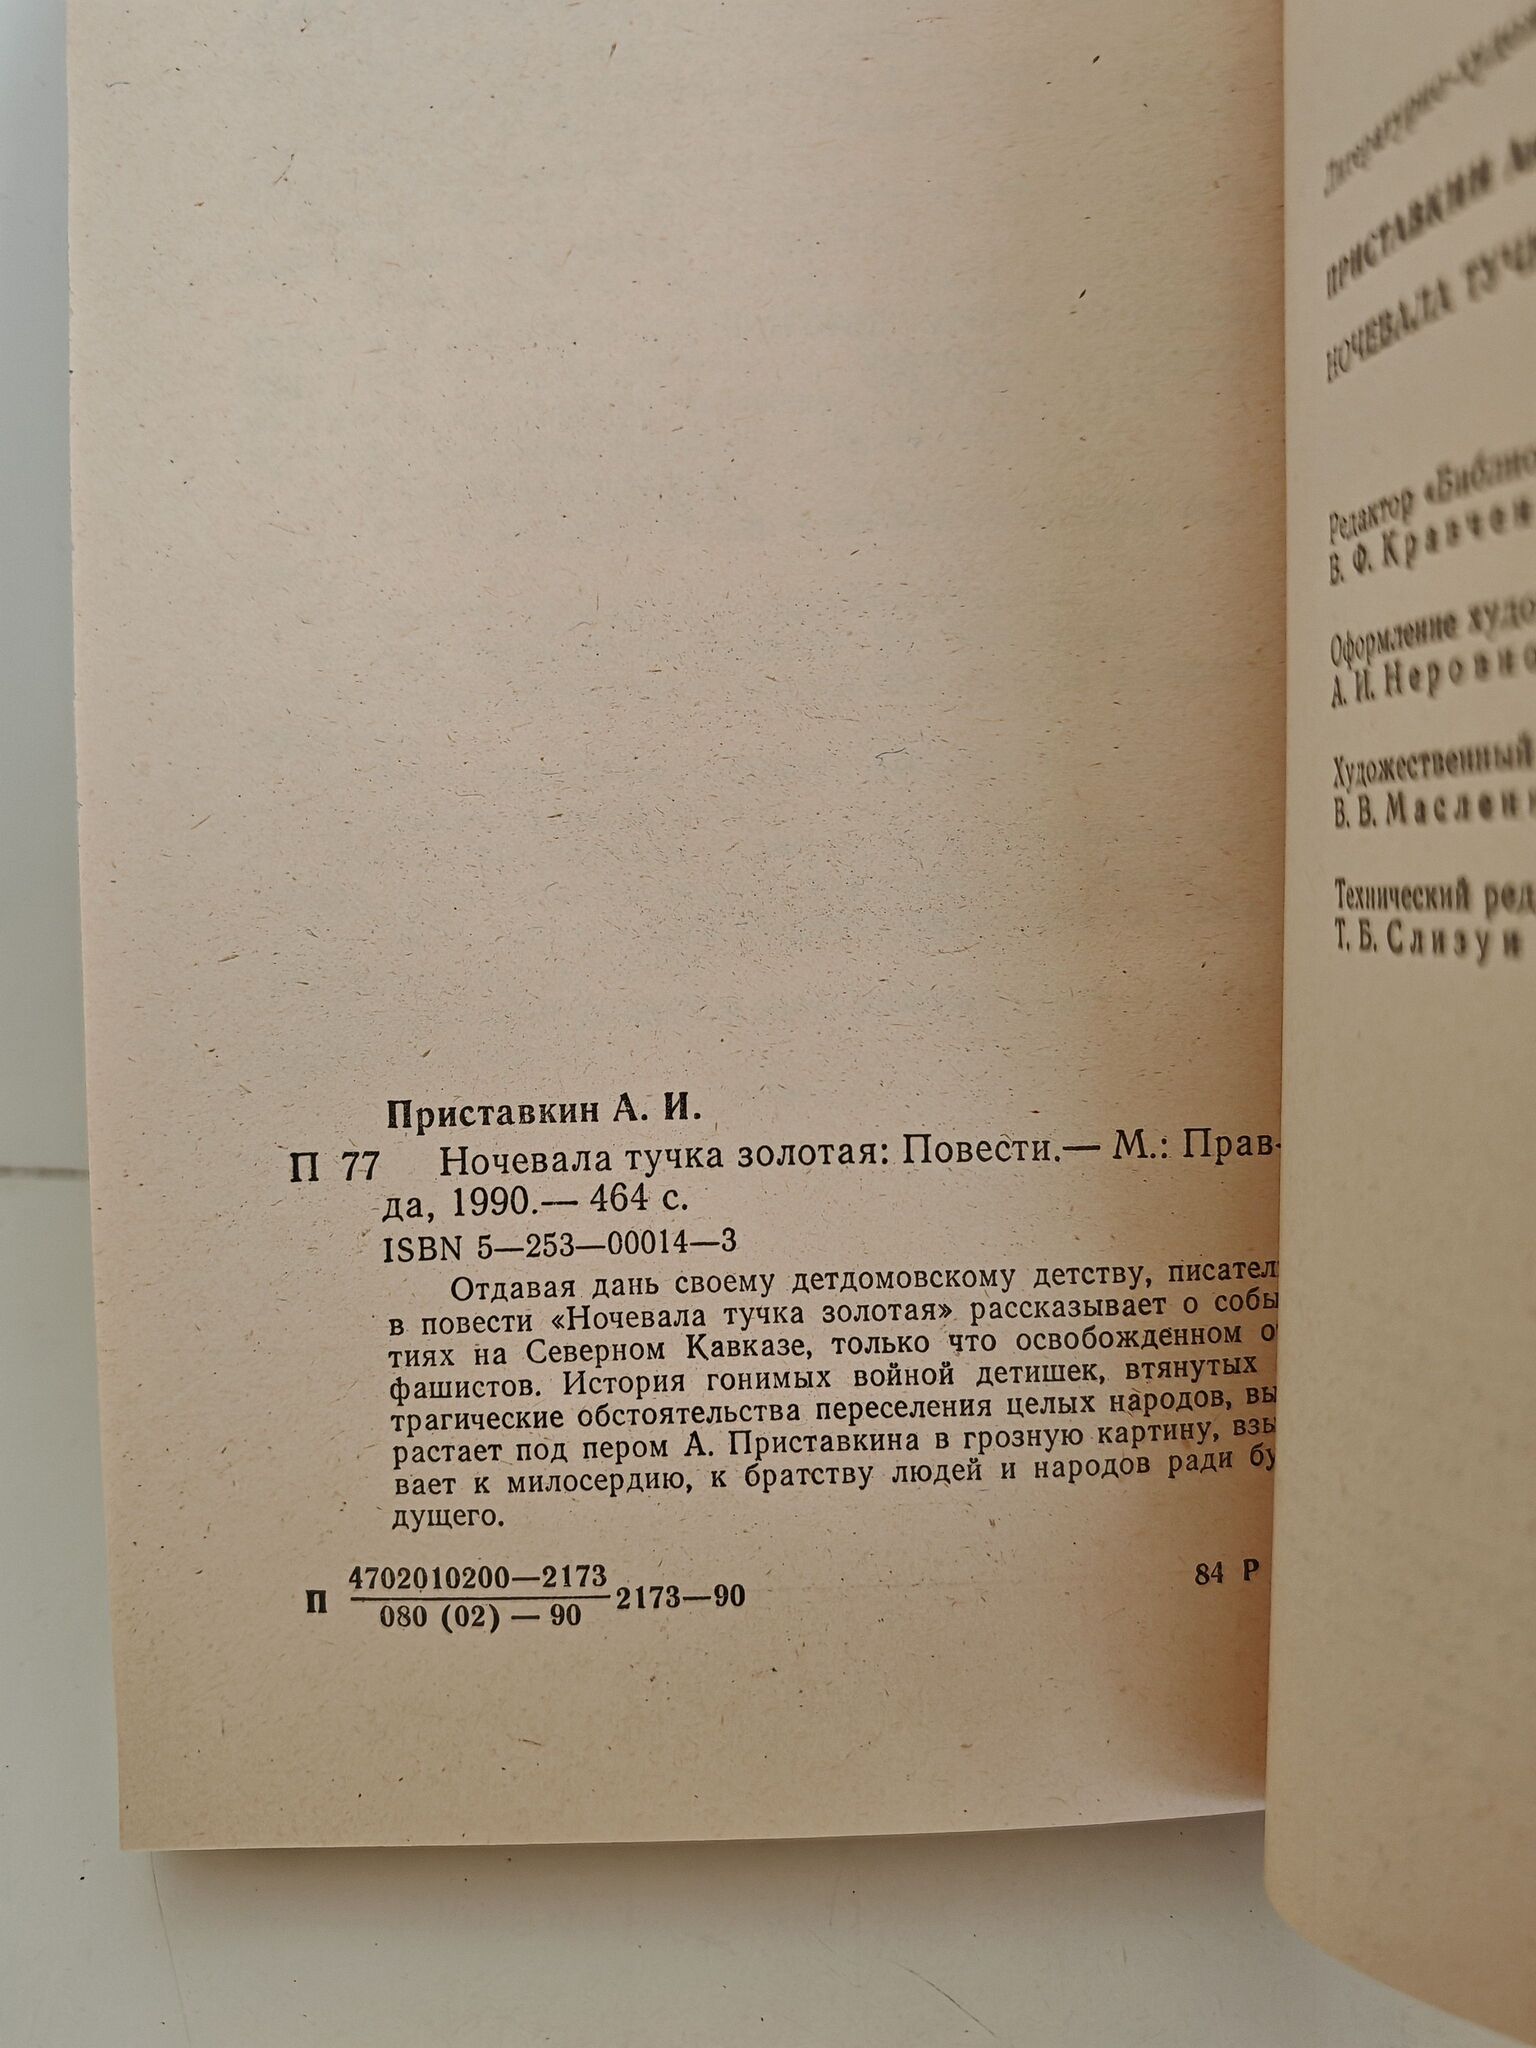 Приставкин А. И.
П 77 Ночевала тучка золотая: Повести.— М.: Прав-
да, 1990.— 464 с.
ISBN 5—253—00014—3
Отдавая дань своему детдомовскому детству, писател
в повести «Ночевала тучка золотая» рассказывает о собы
тиях на Северном Кавказе, только что освобожденном о
фашистов. История гонимых войной детишек, втянутых
трагические обстоятельства переселения целых народов, вы
растает под пером А. Приставкина в грозную картину, взы
вает к милосердию, к братству людей и народов ради бу
дущего.
П 4702010200—2173
080 (02) — 90
2173—90
84 Р
Литературно-худож
ПРИСТАВКИН
НОЧЕВАЛА ТУЧК
Редактор «Библио
В. Ф. Кравчен
Оформление худо
А. И. Неровно
Художественный
В. В. Маслен
Технический ред
Т. Б. Слизун